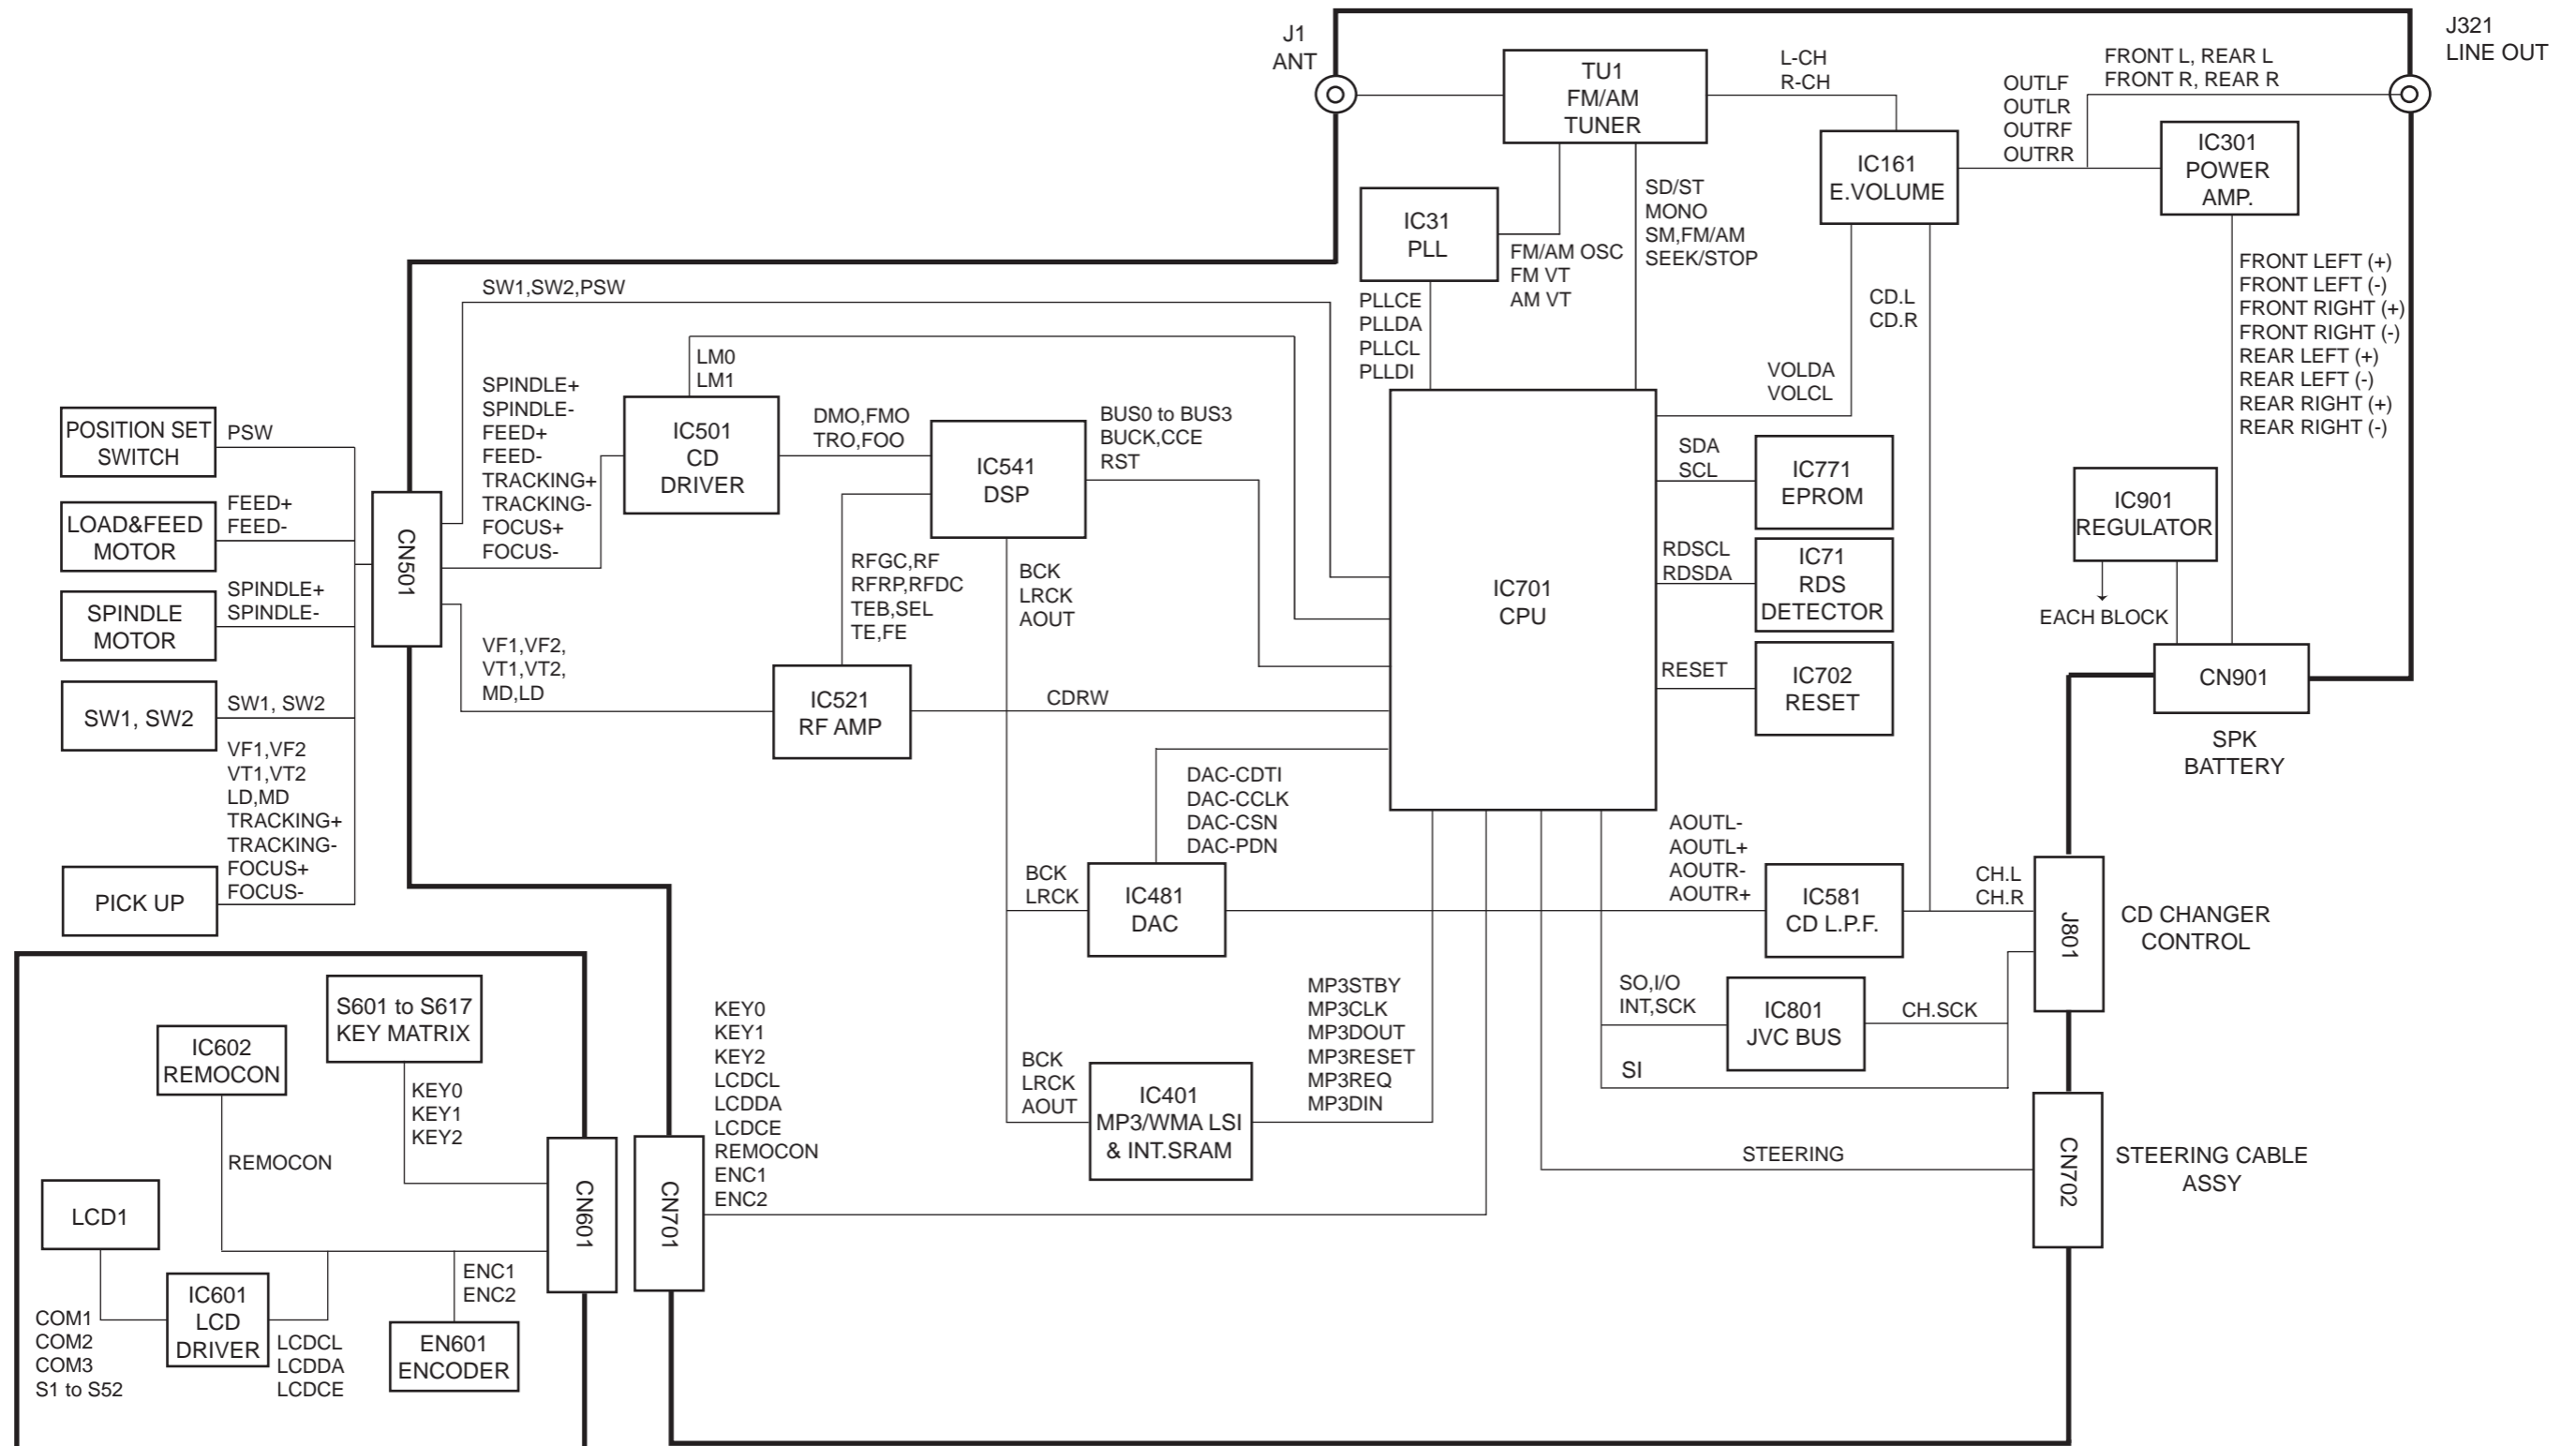 J1
ANT
J321
LINE OUT
TU1
FM/AM
TUNER
L-CH
R-CH
FRONT L, REAR L
FRONT R, REAR R
OUTLF
OUTLR
OUTRF
OUTRR
IC161
E.VOLUME
IC301
POWER
AMP.
IC31
PLL
SD/ST
MONO
SM,FM/AM
SEEK/STOP
FM/AM OSC
FM VT
AM VT
PLLCE
PLLDA
PLLCL
PLLDI
CD.L
CD.R
VOLDA
VOLCL
FRONT LEFT (+)
FRONT LEFT (-)
FRONT RIGHT (+)
FRONT RIGHT (-)
REAR LEFT (+)
REAR LEFT (-)
REAR RIGHT (+)
REAR RIGHT (-)
SW1,SW2,PSW
LM0
LM1
SPINDLE+
SPINDLE-
FEED+
FEED-
TRACKING+
TRACKING-
FOCUS+
FOCUS-
IC501
CD
DRIVER
DMO,FMO
TRO,FOO
IC541
DSP
BUS0 to BUS3
BUCK,CCE
RST
POSITION SET
SWITCH
PSW
LOAD&FEED
MOTOR
FEED+
FEED-
SPINDLE
MOTOR
SPINDLE+
SPINDLE-
SW1, SW2
SW1, SW2
PICK UP
VF1,VF2
VT1,VT2
LD,MD
TRACKING+
TRACKING-
FOCUS+
FOCUS-
CN501
VF1,VF2,
VT1,VT2,
MD,LD
RFGC,RF
RFRP,RFDC
TEB,SEL
TE,FE
BCK
LRCK
AOUT
IC521
RF AMP
CDRW
IC701
CPU
SDA
SCL
IC771
EPROM
RDSCL
RDSDA
IC71
RDS
DETECTOR
RESET
IC702
RESET
IC901
REGULATOR
EACH BLOCK
CN901
SPK
BATTERY
DAC-CDTI
DAC-CCLK
DAC-CSN
DAC-PDN
BCK
LRCK
IC481
DAC
AOUTL-
AOUTL+
AOUTR-
AOUTR+
IC581
CD L.P.F.
CH.L
CH.R
J801
CD CHANGER
CONTROL
SO,I/O
INT,SCK
IC801
JVC BUS
CH.SCK
SI
BCK
LRCK
AOUT
IC401
MP3/WMA LSI
& INT.SRAM
MP3STBY
MP3CLK
MP3DOUT
MP3RESET
MP3REQ
MP3DIN
STEERING
CN702
STEERING CABLE
ASSY
S601 to S617
KEY MATRIX
IC602
REMOCON
KEY0
KEY1
KEY2
REMOCON
LCD1
IC601
LCD
DRIVER
COM1
COM2
COM3
S1 to S52
LCDCL
LCDDA
LCDCE
ENC1
ENC2
EN601
ENCODER
CN601
CN701
KEY0
KEY1
KEY2
LCDCL
LCDDA
LCDCE
REMOCON
ENC1
ENC2